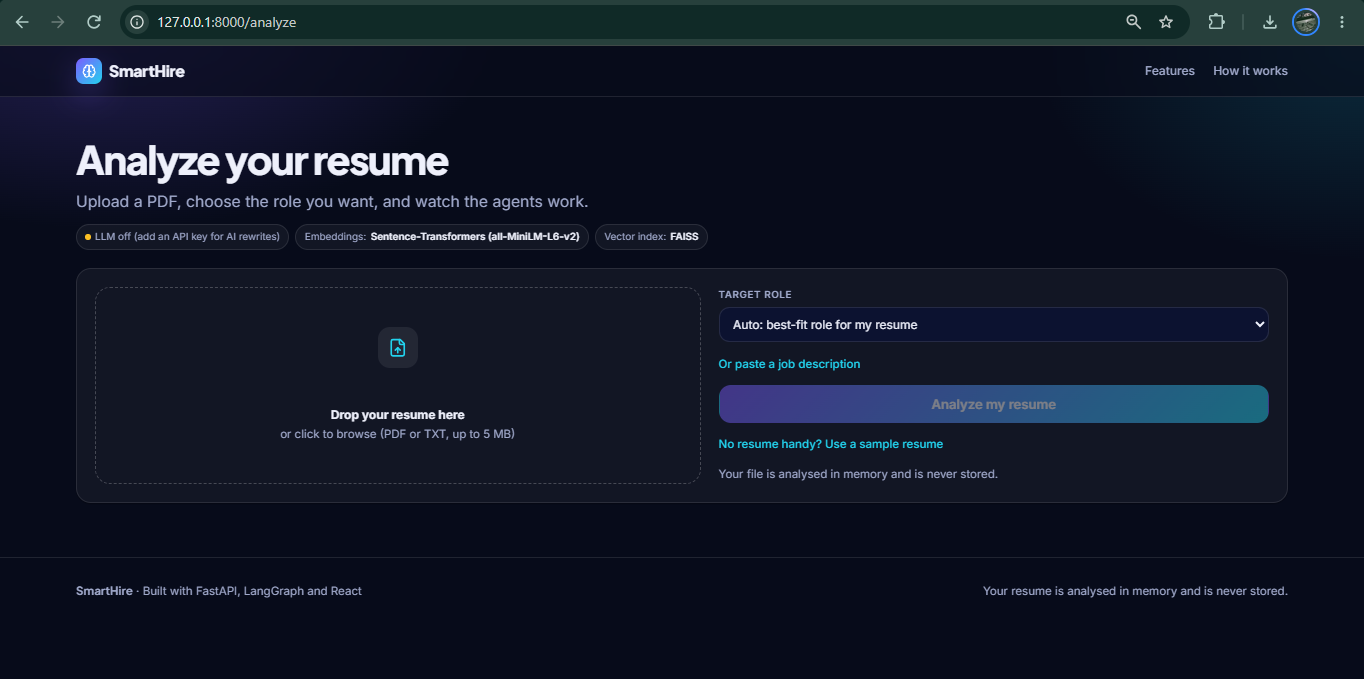 127.0.0.1:8000/analyze
SmartHire
Features
How it works
Analyze your resume
Upload a PDF, choose the role you want, and watch the agents work.
LLM off (add an API key for AI rewrites)
Embeddings: Sentence-Transformers (all-MiniLM-L6-v2)
Vector index: FAISS
Drop your resume here
or click to browse (PDF or TXT, up to 5 MB)
TARGET ROLE
Auto: best-fit role for my resume
Or paste a job description
Analyze my resume
No resume handy? Use a sample resume
Your file is analysed in memory and is never stored.
SmartHire · Built with FastAPI, LangGraph and React
Your resume is analysed in memory and is never stored.